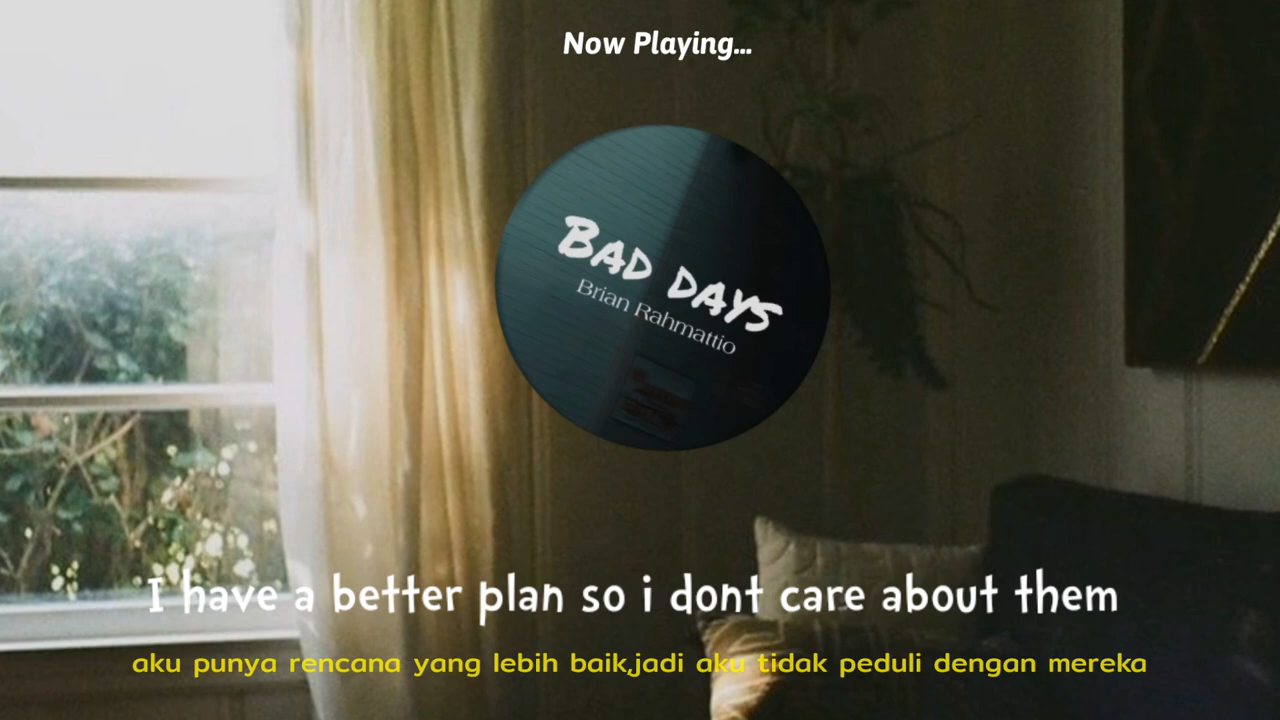 Now Playing...
BAD DAYS
Brian Rahmattio
I have a better plan so i dont care about them
aku punya rencana yang lebih baik,jadi aku tidak peduli dengan mereka